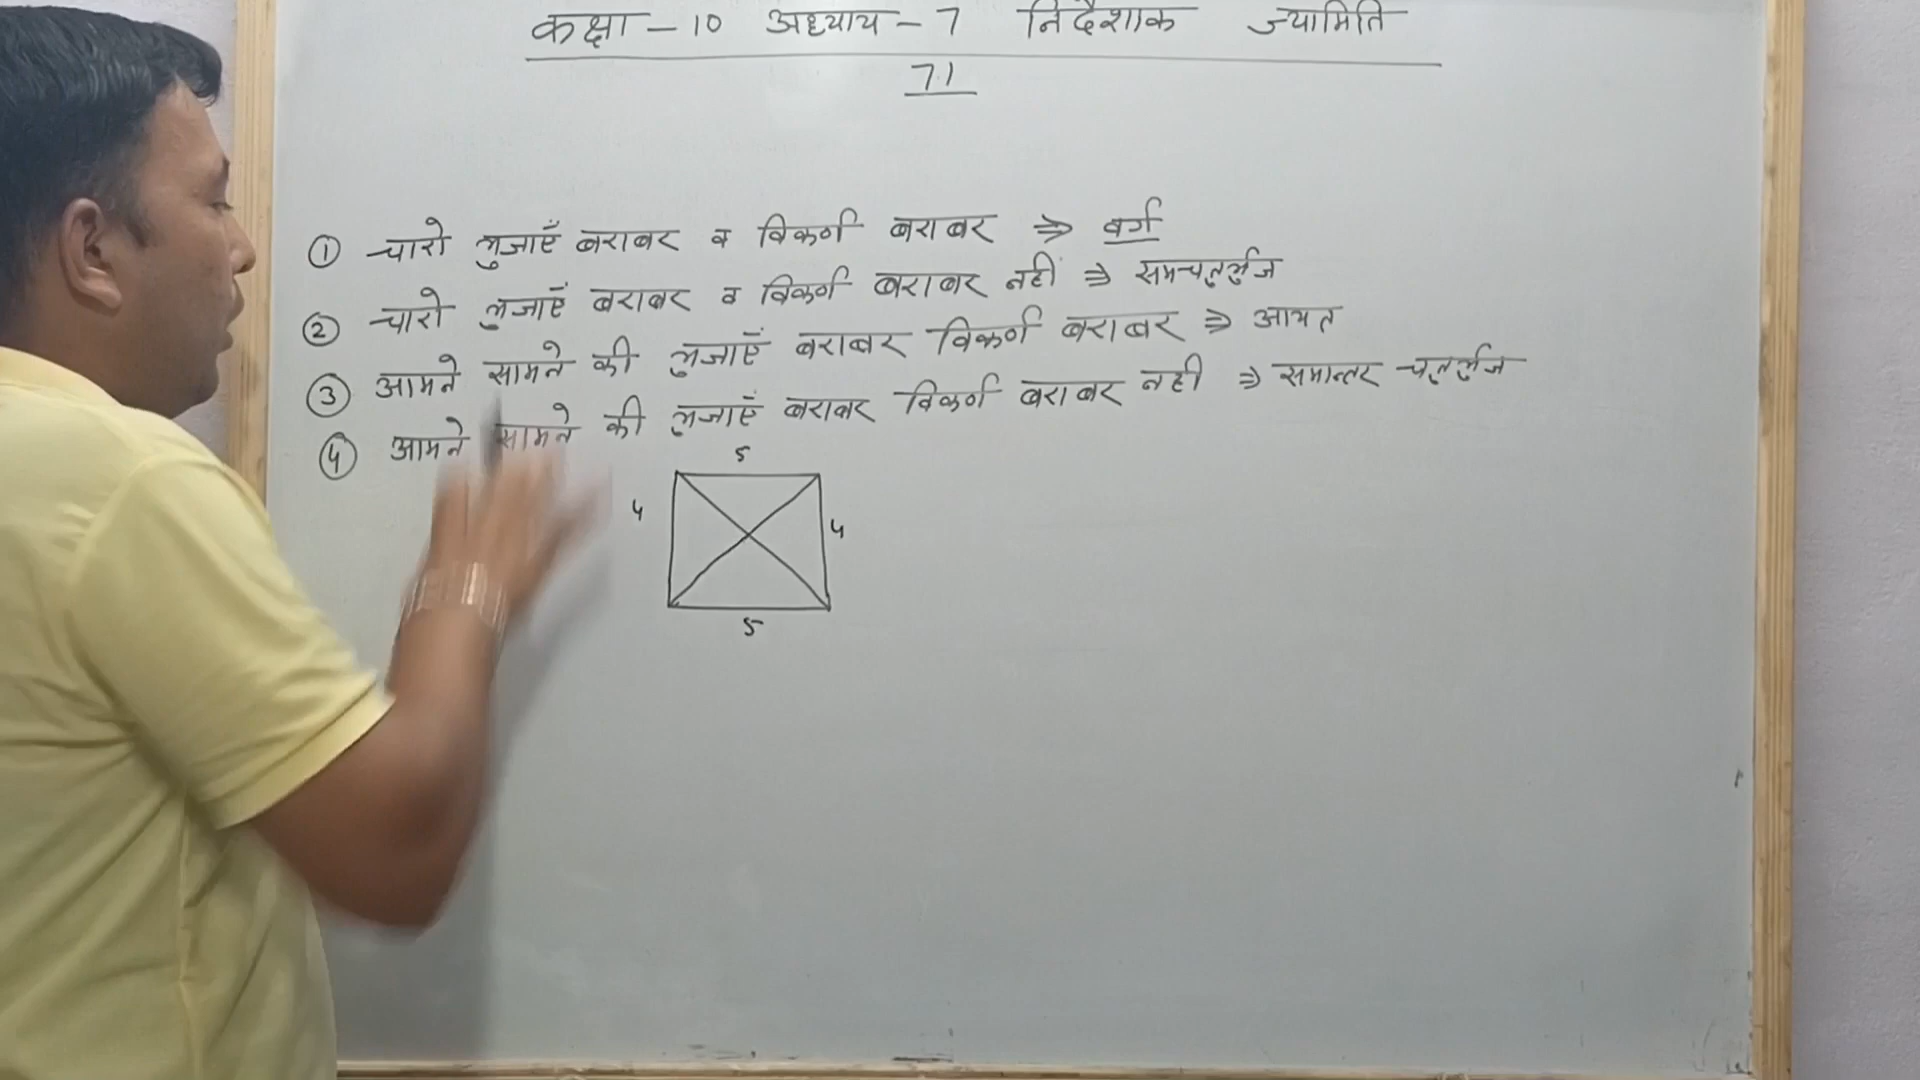 कक्षा - 10 अध्याय - 7 निर्देशांक ज्यामिति
7.1
① चारो भुजाएँ बराबर व विकर्ण बराबर ⇒ वर्ग
② चारो भुजाएँ बराबर व विकर्ण बराबर नहीं ⇒ समचतुर्भुज
③ आमने सामने की भुजाएँ बराबर विकर्ण बराबर ⇒ आयत
④ आमने सामने की भुजाएँ बराबर विकर्ण बराबर नही ⇒ समान्तर चतुर्भुज
5
4
4
5